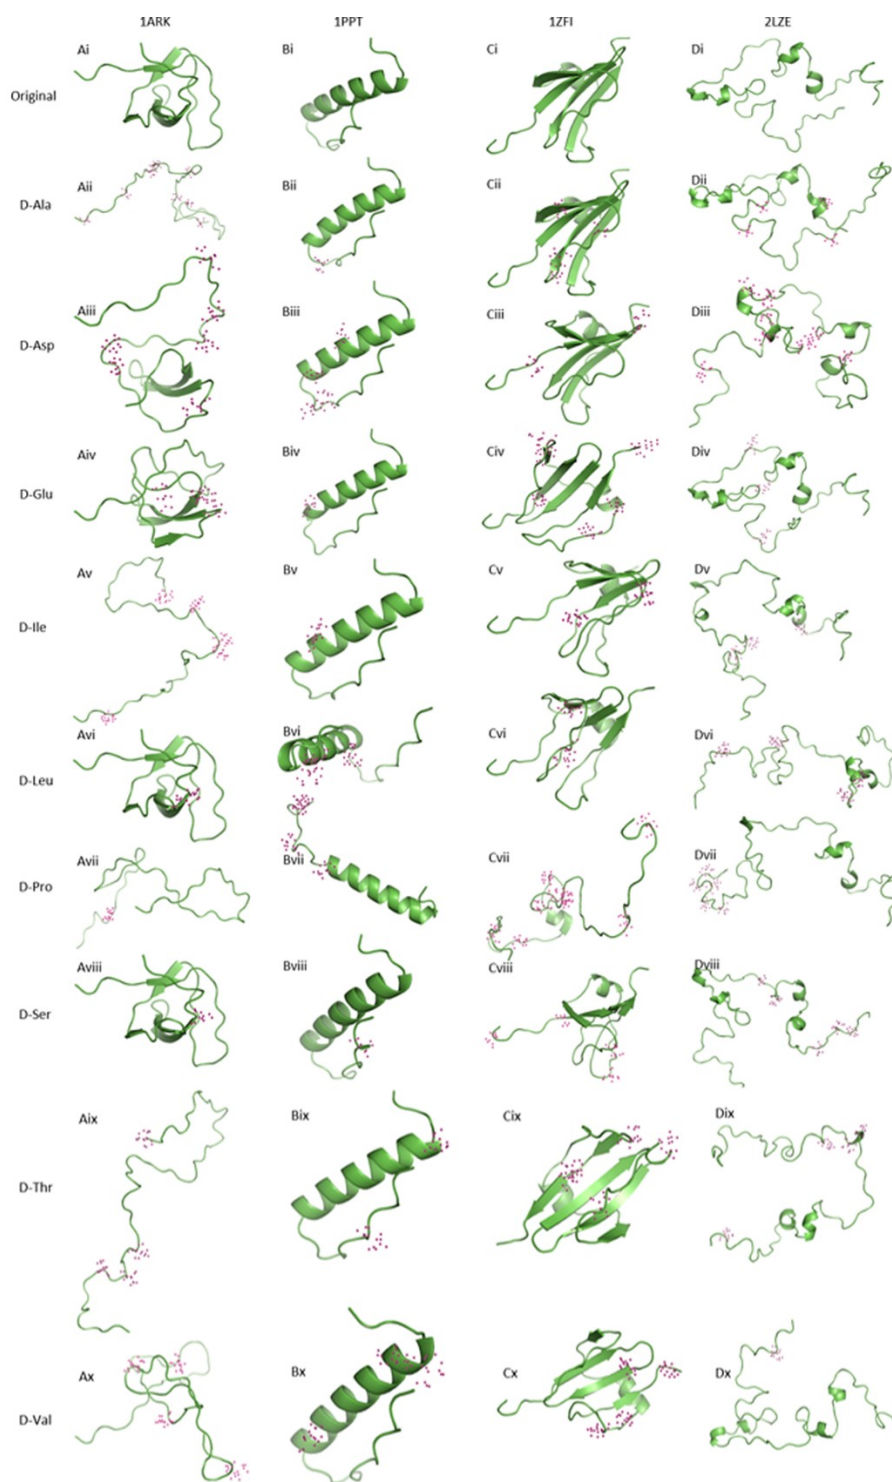 1ARK 1PPT 1ZFI 2LZE
Ai Bi Ci Di
Original
Aii Bii Cii Dii
D-Ala
Aiii Biii Ciii Diii
D-Asp
Aiv Biv Civ Div
D-Glu
Av Bv Cv Dv
D-Ile
Avi Bvi Cvi Dvi
D-Leu
Avii Bvii Cvii Dvii
D-Pro
Aviii Bviii Cviii Dviii
D-Ser
Aix Bix Cix Dix
D-Thr
Ax Bx Cx Dx
D-Val